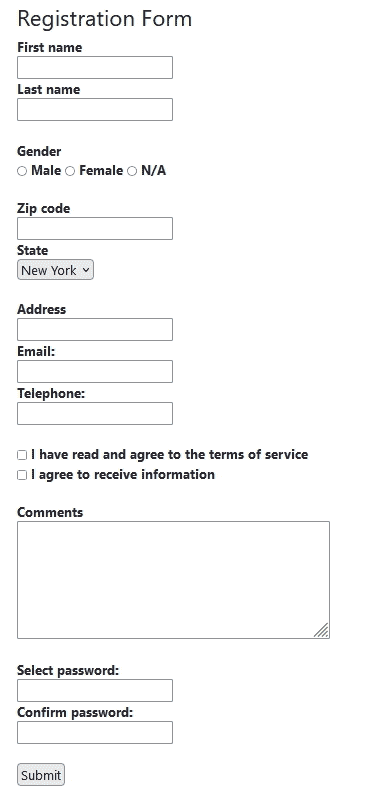 Registration Form
First name
Last name
Gender
Male Female N/A
Zip code
State
New York
Address
Email:
Telephone:
I have read and agree to the terms of service
I agree to receive information
Comments
Select password:
Confirm password:
Submit